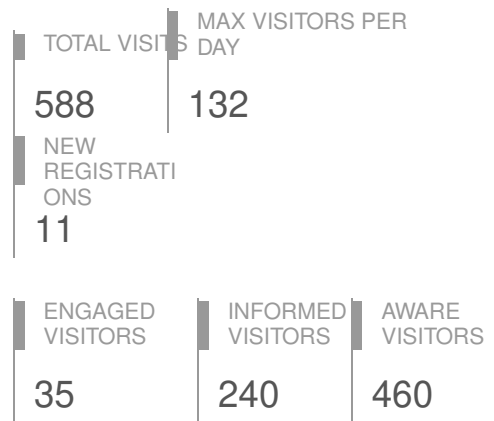 TOTAL VISITS
MAX VISITORS PER
DAY
588
132
NEW
REGISTRATI
ONS
11
ENGAGED
VISITORS
INFORMED
VISITORS
AWARE
VISITORS
35
240
460